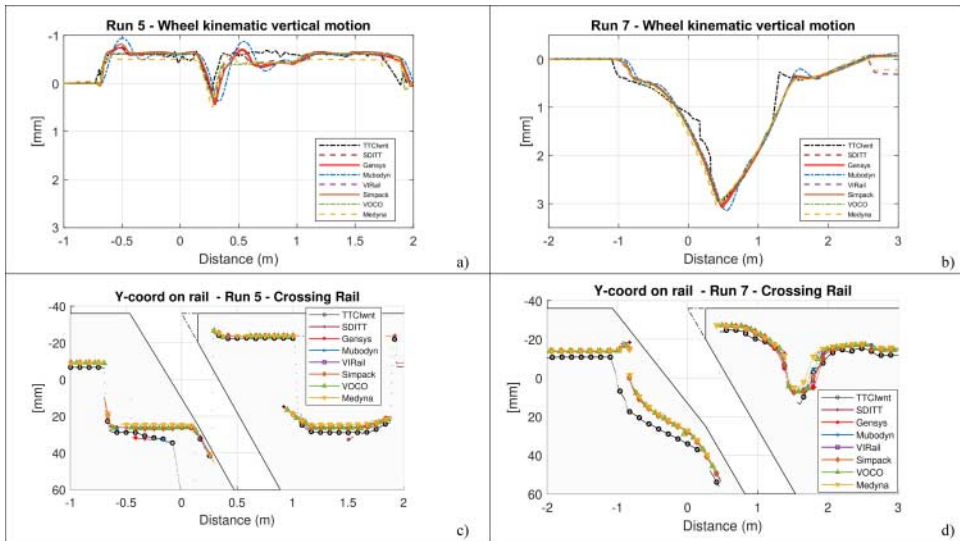 Run 5 - Wheel kinematic vertical motion
-1
0
1
2
3
[mm]
-1 -0.5 0 0.5 1 1.5 2
Distance (m)
TTCIwnt
SDITT
Gensys
Mubodyn
VIRail
Simpack
VOCO
Medyna
a)
Run 7 - Wheel kinematic vertical motion
0
1
2
3
[mm]
-2 -1 0 1 2 3
Distance (m)
TTCIwnt
SDITT
Gensys
Mubodyn
VIRail
Simpack
VOCO
Medyna
b)
Y-coord on rail - Run 5 - Crossing Rail
-40
-20
0
20
40
60
[mm]
-1 -0.5 0 0.5 1 1.5 2
Distance (m)
TTCIwnt
SDITT
Gensys
Mubodyn
VIRail
Simpack
VOCO
Medyna
c)
Y-coord on rail - Run 7 - Crossing Rail
-40
-20
0
20
40
60
[mm]
-2 -1 0 1 2 3
Distance (m)
TTCIwnt
SDITT
Gensys
Mubodyn
VIRail
Simpack
VOCO
Medyna
d)